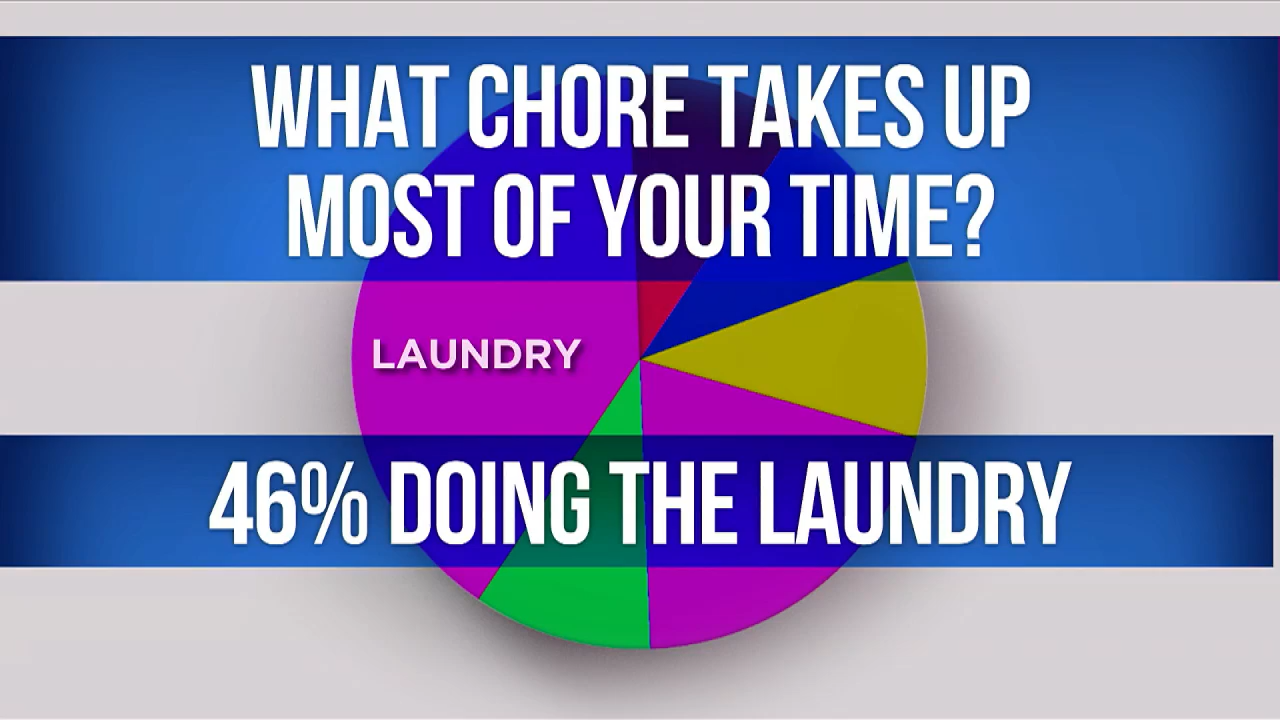 WHAT CHORE TAKES UP
MOST OF YOUR TIME?
LAUNDRY
46% DOING THE LAUNDRY